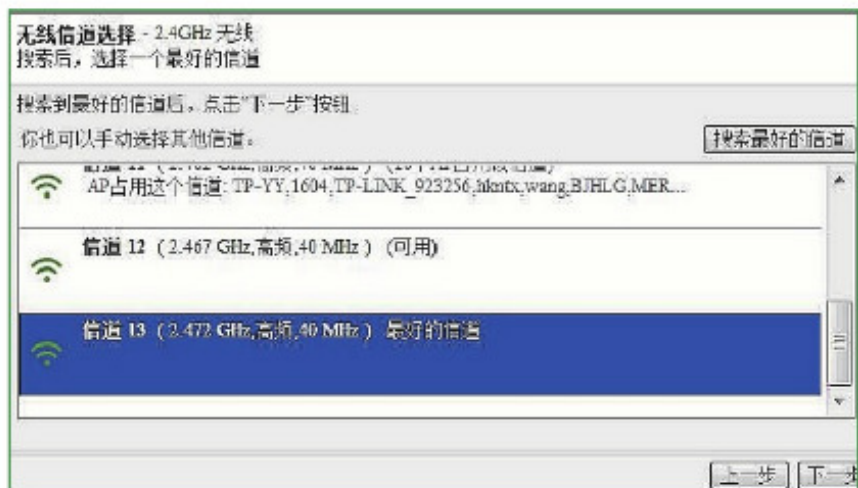 无线信道选择 - 2.4GHz 无线
搜索后，选择一个最好的信道
搜索到最好的信道后，点击"下一步"按钮
你也可以手动选择其他信道。
搜索最好的信道
AP占用这个信道: TP-YY,1604,TP-LINK_923256,hkntx,wang,BJHLG,MER...
信道 12（2.467 GHz,高频,40 MHz） (可用)
信道 13（2.472 GHz,高频,40 MHz） 最好的信道
上一步 下一步